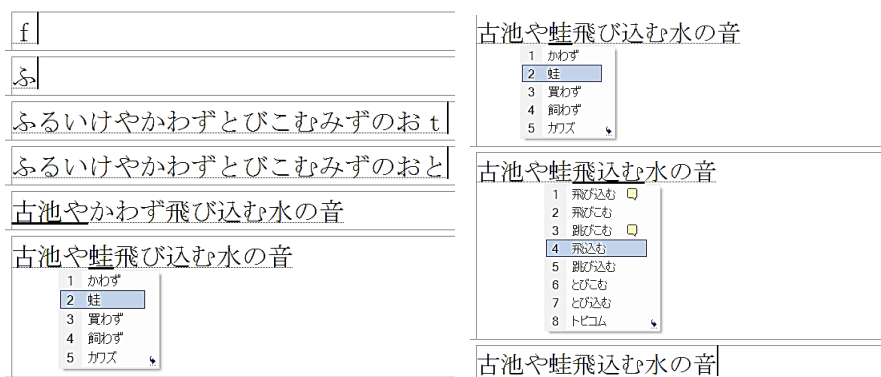 f
ふ
ふるいけやかわずとびこむみずのおt
ふるいけやかわずとびこむみずのおと
古池やかわず飛び込む水の音
古池や蛙飛び込む水の音
1 かわず
2 蛙
3 買わず
4 飼わず
5 カワズ
古池や蛙飛び込む水の音
1 かわず
2 蛙
3 買わず
4 飼わず
5 カワズ
古池や蛙飛込む水の音
1 飛び込む
2 飛びこむ
3 跳びこむ
4 飛込む
5 跳び込む
6 とびこむ
7 とび込む
8 トビコム
古池や蛙飛込む水の音